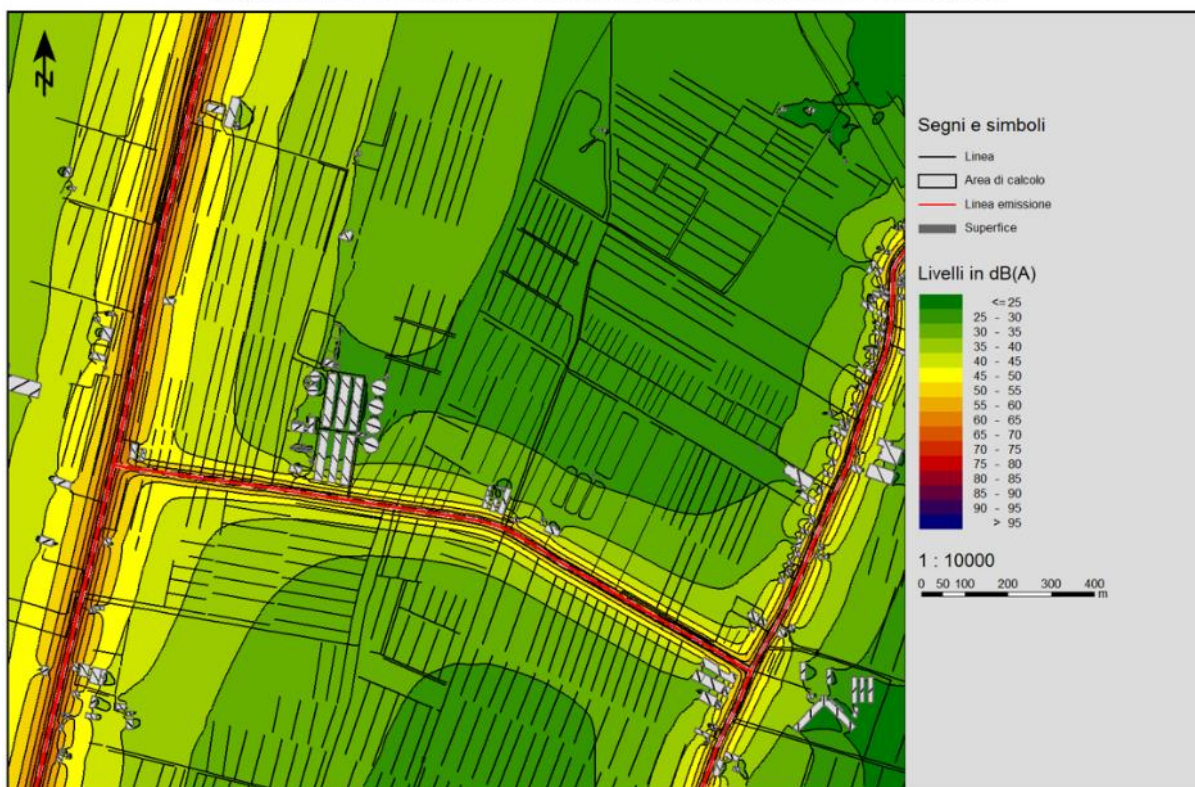 N
Segni e simboli
Linea
Area di calcolo
Linea emissione
Superfice
Livelli in dB(A)
<= 25
25 - 30
30 - 35
35 - 40
40 - 45
45 - 50
50 - 55
55 - 60
60 - 65
65 - 70
70 - 75
75 - 80
80 - 85
85 - 90
90 - 95
> 95
1 : 10000
0 50 100 200 300 400
m